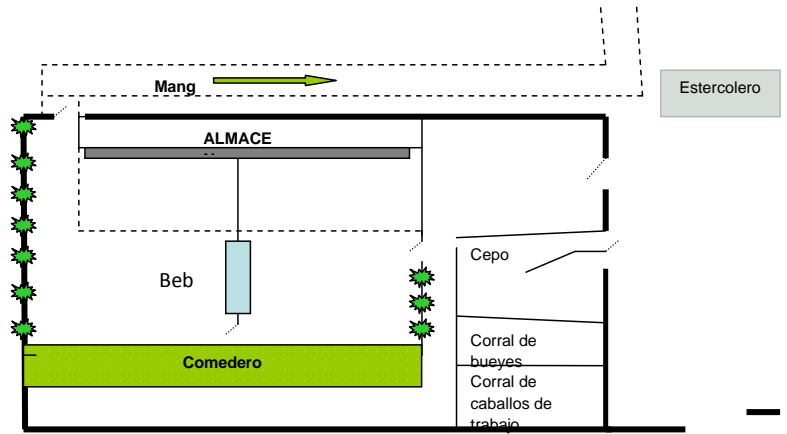 Mang
Estercolero
ALMACE
Beb
Cepo
Comedero
Corral de
bueyes
Corral de
caballos de
trabajo